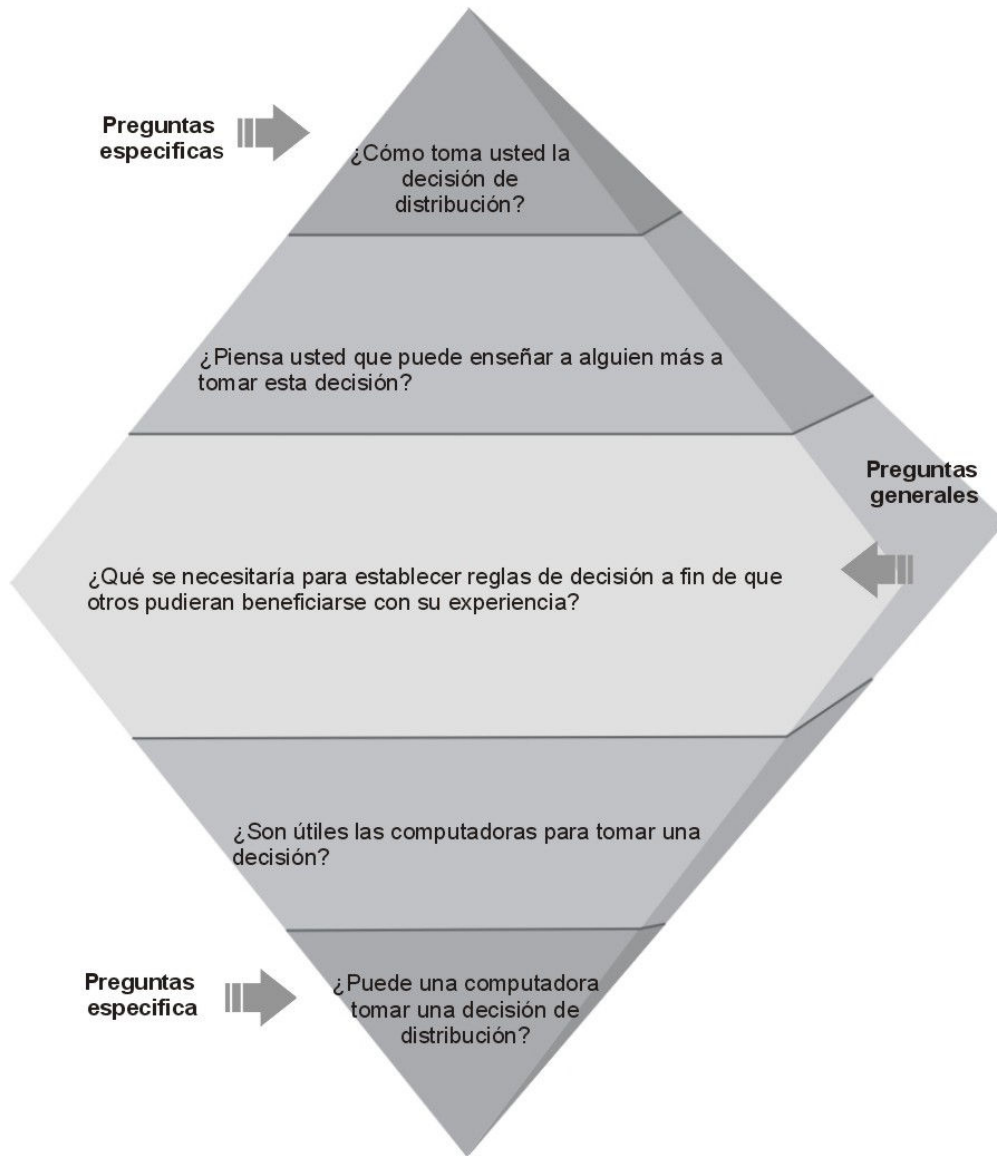 Preguntas
especificas
¿Cómo toma usted la
decisión de
distribución?
¿Piensa usted que puede enseñar a alguien más a
tomar esta decisión?
Preguntas
generales
¿Qué se necesitaría para establecer reglas de decisión a fin de que
otros pudieran beneficiarse con su experiencia?
¿Son útiles las computadoras para tomar una
decisión?
Preguntas
especifica
¿Puede una computadora
tomar una decisión de
distribución?